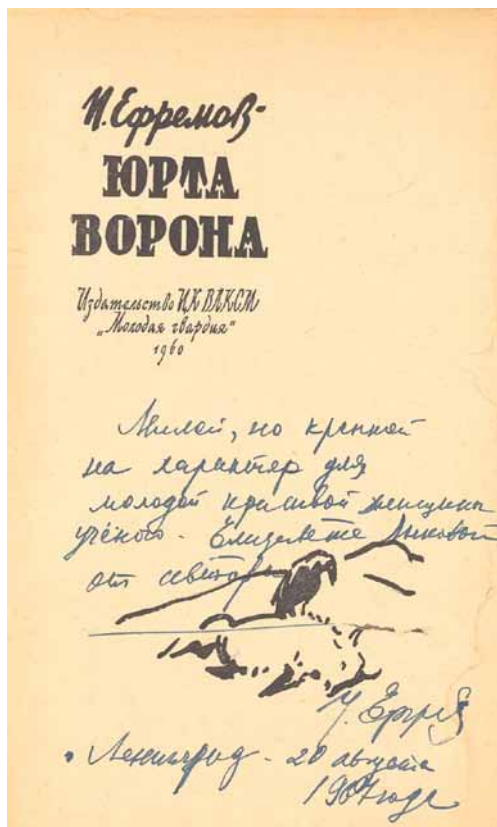 И. Ефремов
ЮРТА
ВОРОНА
Издательство ЦК ВЛКСМ
„Молодая гвардия“
1960
Милой, но крепкой
на характер для
молодой красивой женщины
учёного. Елизавете
от автора
И. Ефре
Ленинград - 20 августа
года